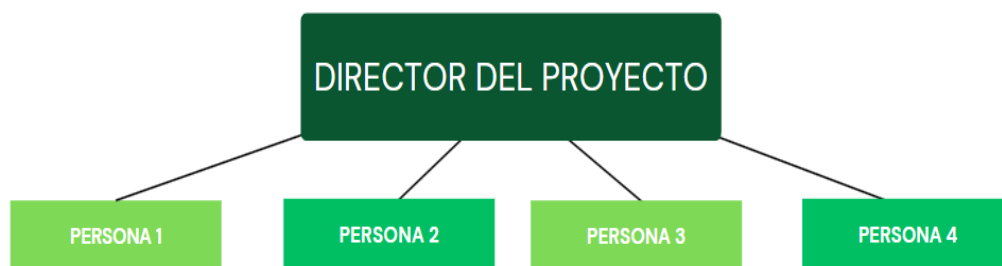 DIRECTOR DEL PROYECTO
PERSONA 1
PERSONA 2
PERSONA 3
PERSONA 4